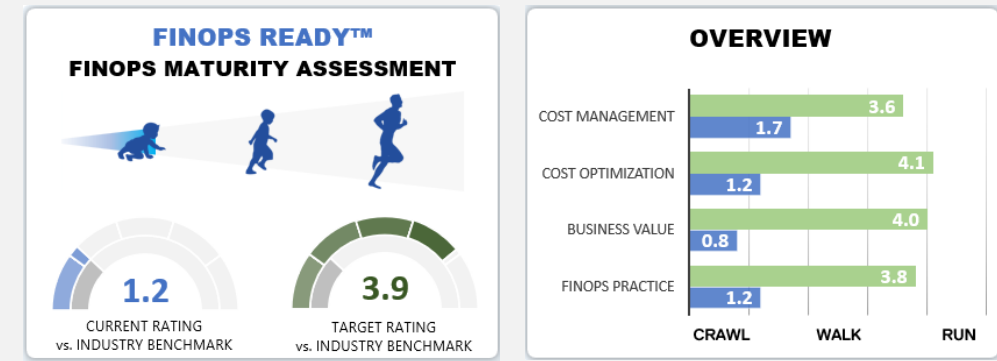 FINOPS READY™
FINOPS MATURITY ASSESSMENT
1.2
CURRENT RATING
vs. INDUSTRY BENCHMARK
3.9
TARGET RATING
vs. INDUSTRY BENCHMARK
OVERVIEW
COST MANAGEMENT
3.6
1.7
COST OPTIMIZATION
4.1
1.2
BUSINESS VALUE
4.0
0.8
FINOPS PRACTICE
3.8
1.2
CRAWL WALK RUN